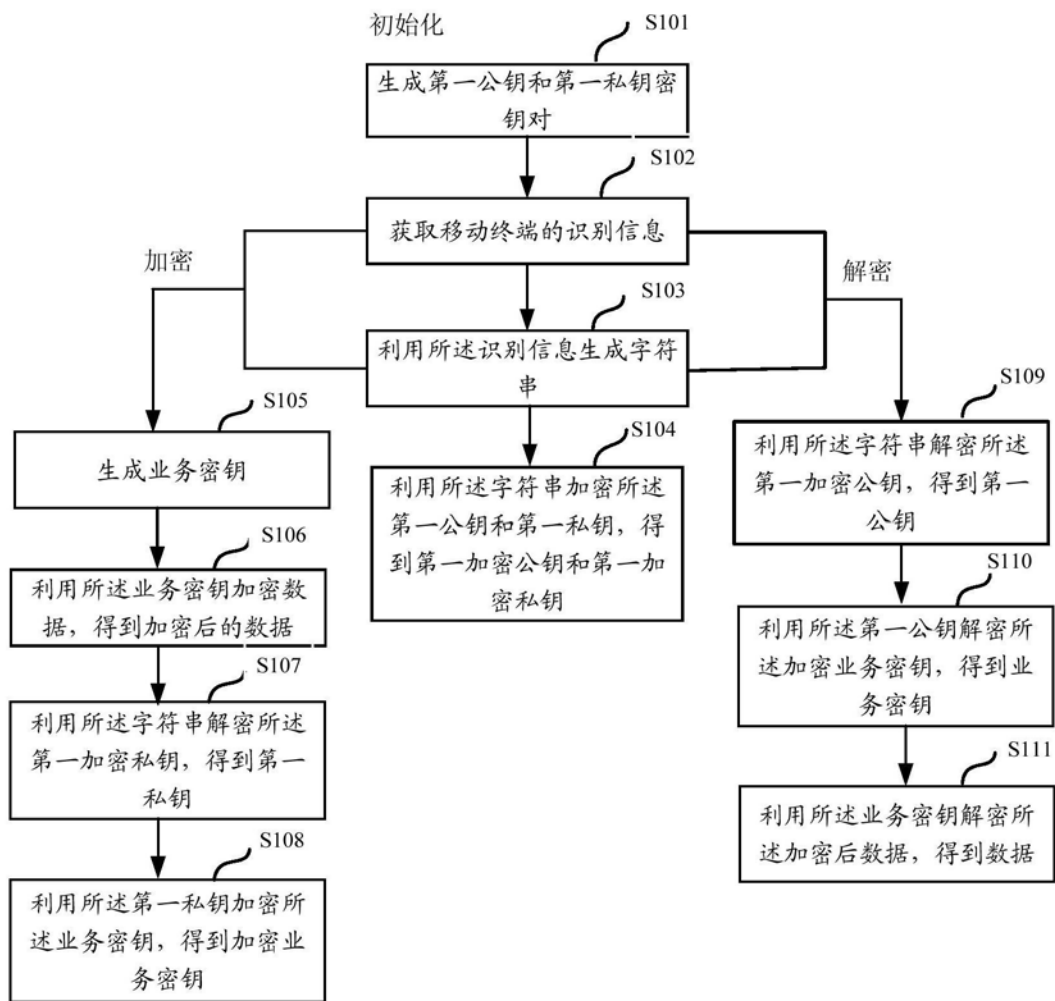 初始化
S101
生成第一公钥和第一私钥密
钥对
S102
获取移动终端的识别信息
加密
解密
S103
利用所述识别信息生成字符
串
S104
利用所述字符串加密所述
第一公钥和第一私钥，得
到第一加密公钥和第一加
密私钥
S105
生成业务密钥
S106
利用所述业务密钥加密数
据，得到加密后的数据
S107
利用所述字符串解密所述
第一加密私钥，得到第一
私钥
S108
利用所述第一私钥加密所
述业务密钥，得到加密业
务密钥
S109
利用所述字符串解密所述
第一加密公钥，得到第一
公钥
S110
利用所述第一公钥解密所
述加密业务密钥，得到业
务密钥
S111
利用所述业务密钥解密所
述加密后数据，得到数据